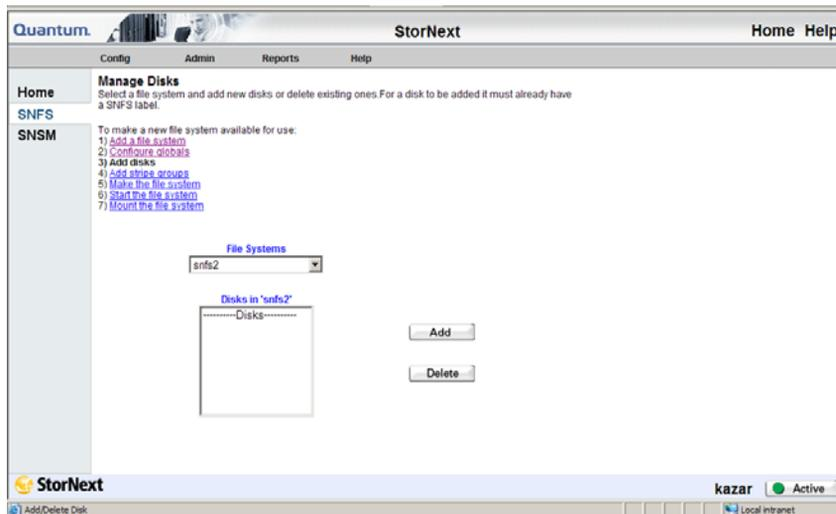 Quantum.
StorNext
Home Help
Config Admin Reports Help
Home
SNFS
SNSM
Manage Disks
Select a file system and add new disks or delete existing ones.For a disk to be added it must already have
a SNFS label.
To make a new file system available for use:
1) Add a file system
2) Configure globals
3) Add disks
4) Add stripe groups
5) Make the file system
6) Start the file system
7) Mount the file system
File Systems
snfs2
Disks in 'snfs2'
----------Disks----------
Add
Delete
StorNext
kazar Active
Add/Delete Disk
Local intranet